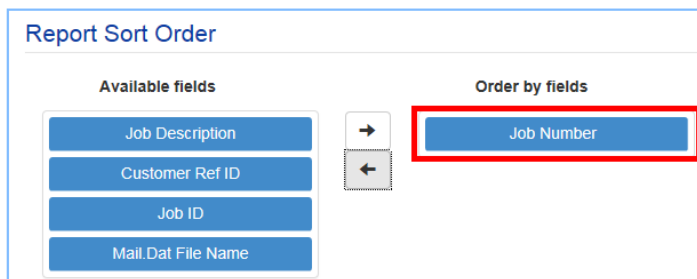 Report Sort Order
Available fields
Order by fields
Job Description
Customer Ref ID
Job ID
Mail.Dat File Name
Job Number